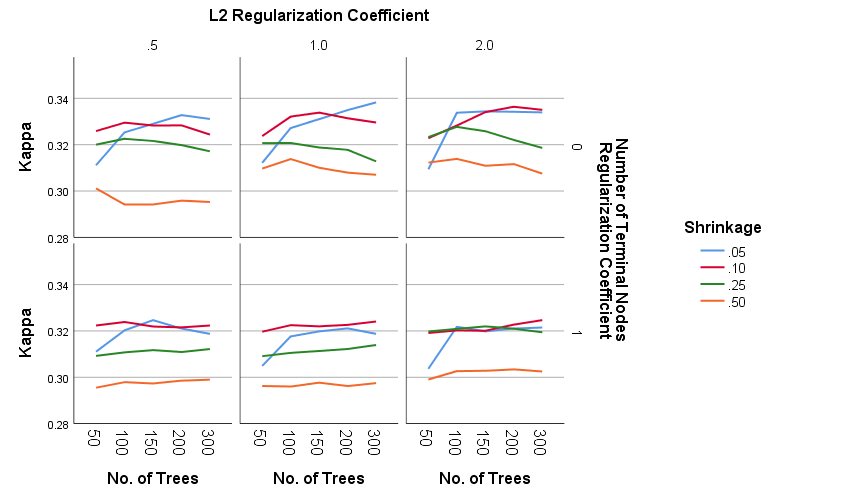 L2 Regularization Coefficient
.5 1.0 2.0
Kappa
0.34
0.32
0.30
0.28
0
Kappa
0.34
0.32
0.30
0.28
1
Number of Terminal Nodes
Regularization Coefficient
50 100 150 200 300 50 100 150 200 300 50 100 150 200 300
No. of Trees No. of Trees No. of Trees
Shrinkage
.05
.10
.25
.50